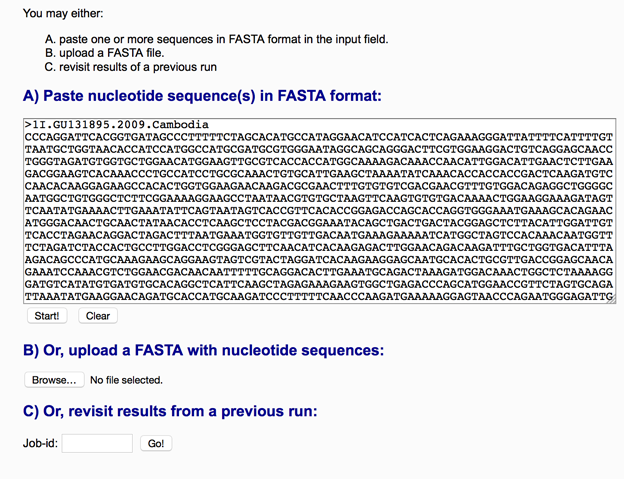 You may either:
A. paste one or more sequences in FASTA format in the input field.
B. upload a FASTA file.
C. revisit results of a previous run
A) Paste nucleotide sequence(s) in FASTA format:
>1I.GU131895.2009.Cambodia
CCCAGGATTCACGGTGATAGCCCTTTTTCTAGCACATGCCATAGGAACATCCATCACTCAGAAAGGGATTATTTTCATTTTGT
TAATGCTGGTAACACCATCCATGGCCATGCGATGCGTGGGAATAGGCAGCAGGGACTTCGTGGAAGGACTGTCAGGAGCAACC
TGGGTAGATGTGGTGCTGGAACATGGAAGTTGCGTCACCACCATGGCAAAAGACAAACCAACATTGGACATTGAACTCTTGAA
GACGGAAGTCACAAACCCTGCCATCCTGCGCAAACTGTGCATTGAAGCTAAAATATCAAACACCACCACCGACTCAAGATGTC
CAACACAAGGAGAAGCCACACTGGTGGAAGAACAAGACGCGAACTTTGTGTGTCGACGAACGTTTGTGGACAGAGGCTGGGGC
AATGGCTGTGGGCTCTTCGGAAAAGGAAGCCTAATAACGTGTGCTAAGTTCAAGTGTGTGACAAAACTGGAAGGAAAGATAGT
TCAATATGAAAACTTGAAATATTCAGTAATAGTCACCGTTCACACCGGAGACCAGCACCAGGTGGGAAATGAAAGCACAGAAC
ATGGGACAACTGCAACTATAACACCTCAAGCTCCTACGACGGAAATACAGCTGACTGACTACGGAGCTCTTACATTGGATTGT
TCACCTAGAACAGGACTAGACTTTAATGAAATGGTGTTGTTGACAATGAAAGAAAAATCATGGCTAGTCCACAAACAATGGTT
TCTAGATCTACCACTGCCTTGGACCTCGGGAGCTTCAACATCACAAGAGACTTGGAACAGACAAGATTTGCTGGTGACATTTA
AGACAGCCCATGCAAAGAAGCAGGAAGTAGTCGTACTAGGATCACAAGAAGGAGCAATGCACACTGCGTTGACCGGAGCAACA
GAAATCCAAACGTCTGGAACGACAACAATTTTTGCAGGACACTTGAAATGCAGACTAAAGATGGACAAACTGGCTCTAAAAGG
GATGTCATATGTGATGTGCACAGGCTCATTCAAGCTAGAGAAAGAAGTGGCTGAGACCCAGCATGGAACCGTTCTAGTGCAGA
TTAAATATGAAGGAACAGATGCACCATGCAAGATCCCTTTTTCAACCCAAGATGAAAAAGGAGTAACCCAGAATGGGAGATTG
Start! Clear
B) Or, upload a FASTA with nucleotide sequences:
Browse... No file selected.
C) Or, revisit results from a previous run:
Job-id: Go!